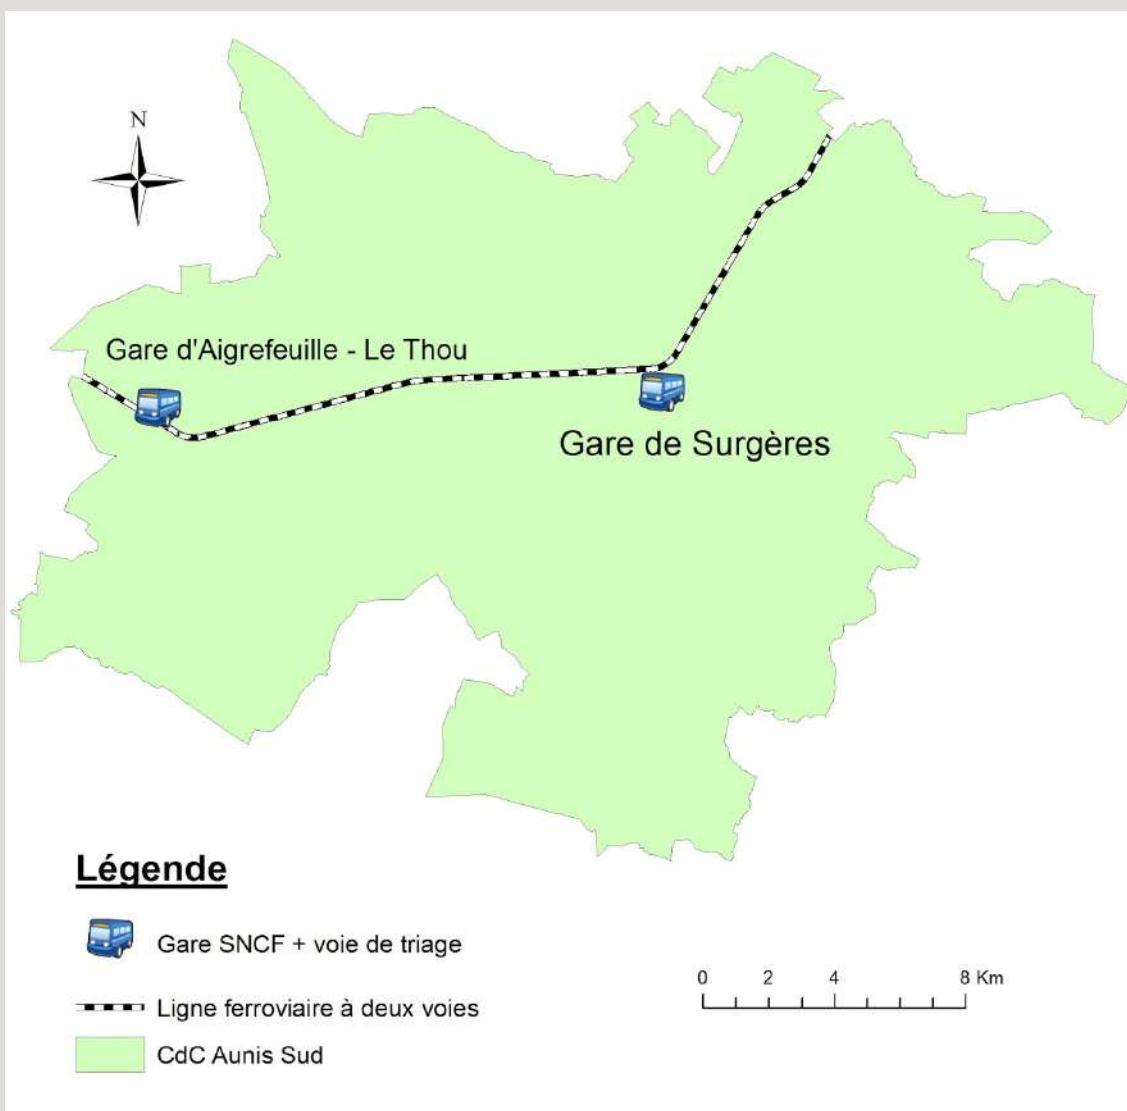 N
Gare d'Aigrefeuille - Le Thou
Gare de Surgères
Légende
Gare SNCF + voie de triage
0 2 4 8 Km
Ligne ferroviaire à deux voies
CdC Aunis Sud